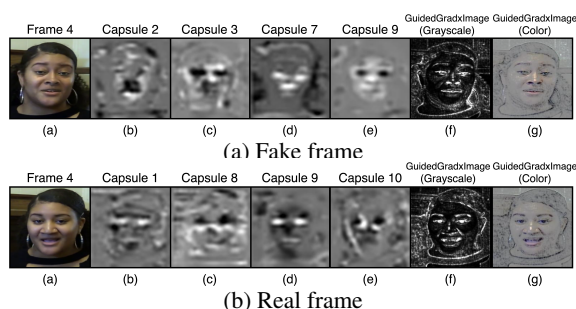 Frame 4 Capsule 2 Capsule 3 Capsule 7 Capsule 9 GuidedGradxImage (Grayscale) GuidedGradxImage (Color)
(a) (b) (c) (d) (e) (f) (g)
(a) Fake frame
Frame 4 Capsule 1 Capsule 8 Capsule 9 Capsule 10 GuidedGradxImage (Grayscale) GuidedGradxImage (Color)
(a) (b) (c) (d) (e) (f) (g)
(b) Real frame